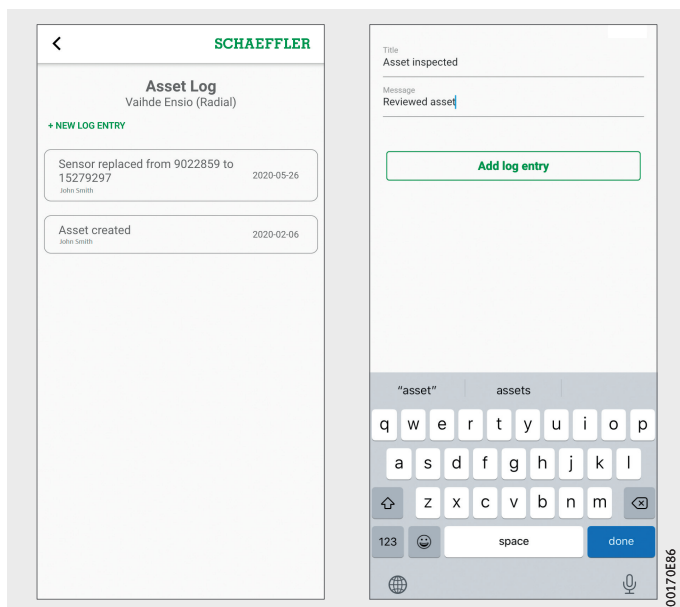 SCHAEFFLER
Asset Log
Vaihde Ensio (Radial)
+ NEW LOG ENTRY
Sensor replaced from 9022859 to
15279297
2020-05-26
John Smith
Asset created
2020-02-06
John Smith
Title
Asset inspected
Message
Reviewed asset
Add log entry
"asset" assets
q w e r t y u i o p
a s d f g h j k l
z x c v b n m
123 space done
00170E86